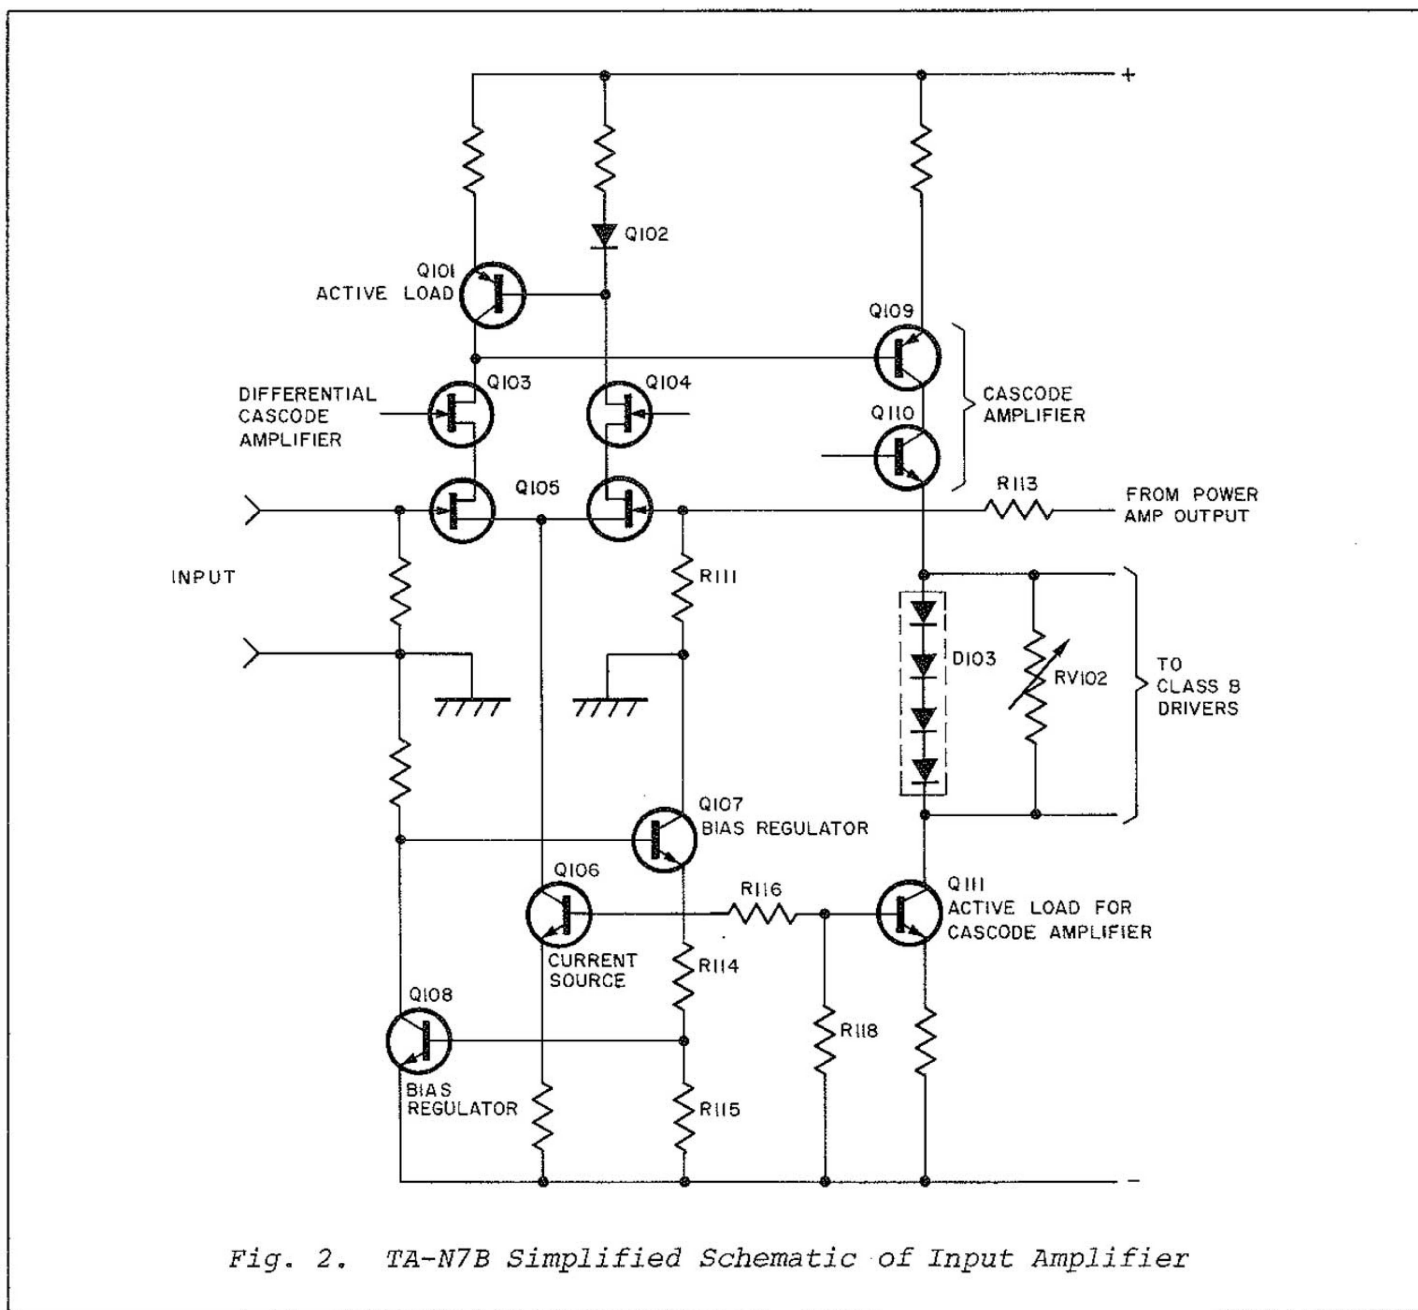 +
Q102
Q101
ACTIVE LOAD
Q109
Q103
Q104
DIFFERENTIAL
CASCODE
AMPLIFIER
CASCODE
AMPLIFIER
Q110
Q105
R113
FROM POWER
AMP OUTPUT
INPUT
R111
D103
RV102
TO
CLASS B
DRIVERS
Q107
BIAS REGULATOR
Q106
R116
Q111
ACTIVE LOAD FOR
CASCODE AMPLIFIER
CURRENT
SOURCE
R114
Q108
R118
BIAS
REGULATOR
R115
-
Fig. 2. TA-N7B Simplified Schematic of Input Amplifier